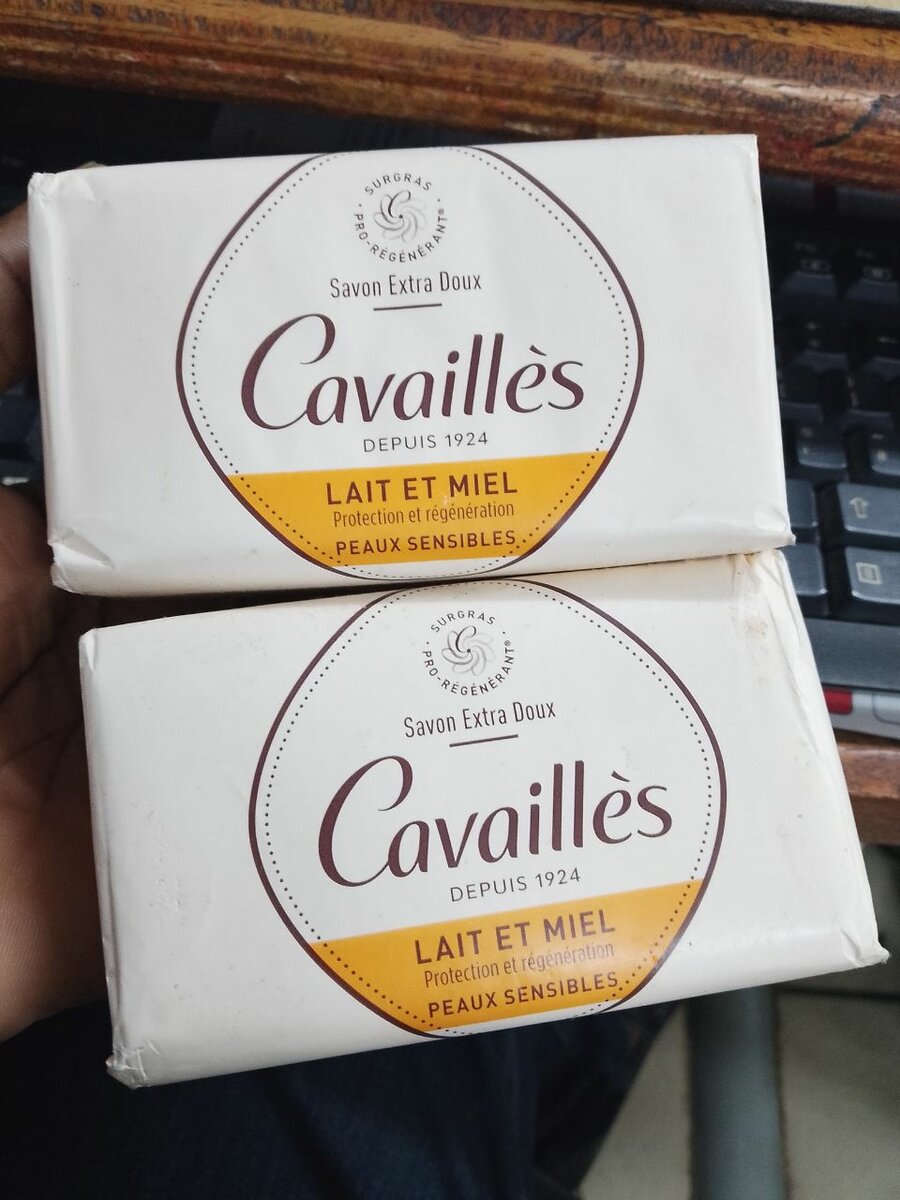 SURGRAS
PRO-RÉGÉNÉRANT®
Savon Extra Doux
Cavaillès
DEPUIS 1924
LAIT ET MIEL
Protection et régénération
PEAUX SENSIBLES
SURGRAS
PRO-RÉGÉNÉRANT®
Savon Extra Doux
Cavaillès
DEPUIS 1924
LAIT ET MIEL
Protection et régénération
PEAUX SENSIBLES